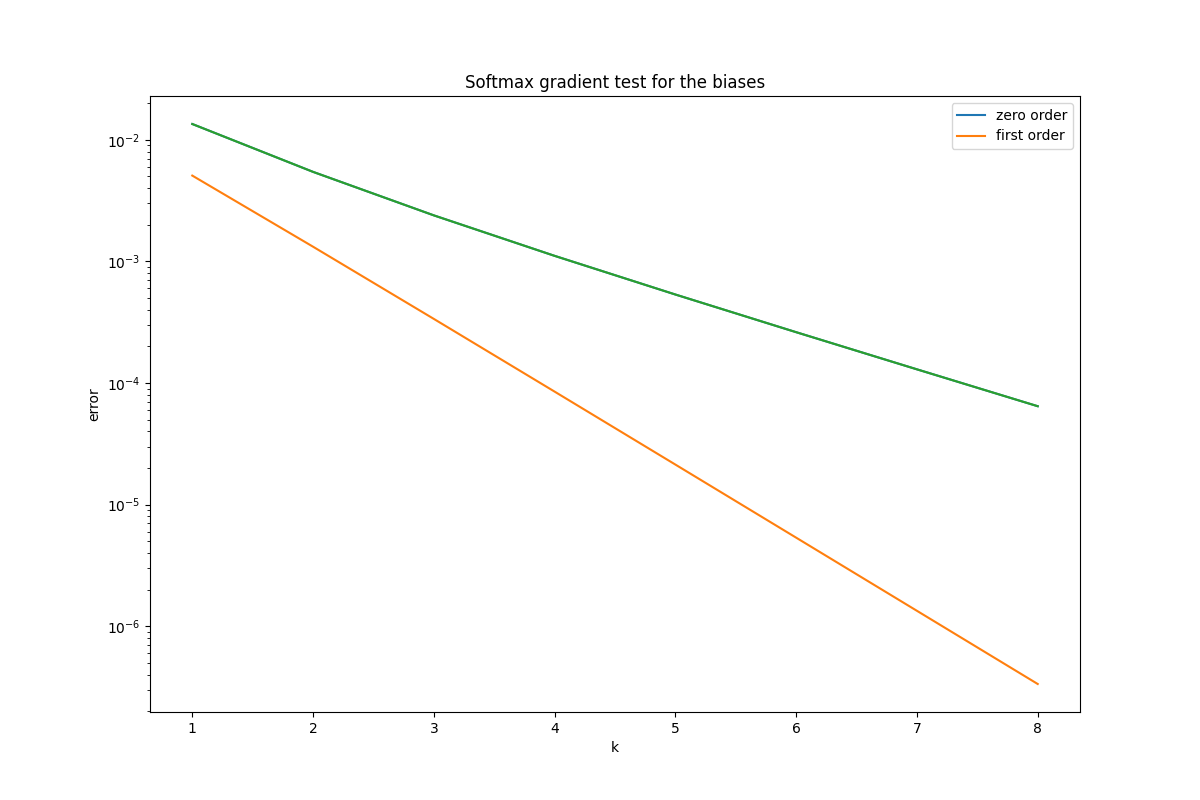 Softmax gradient test for the biases
zero order
first order
10⁻²
10⁻³
10⁻⁴
10⁻⁵
10⁻⁶
error
1 2 3 4 5 6 7 8
k